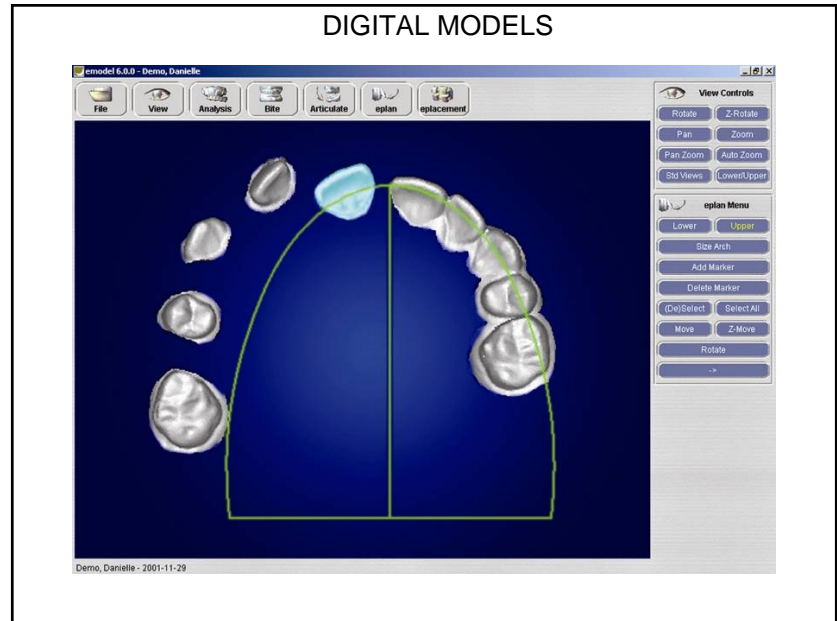 DIGITAL MODELS
emodel 6.0.0 - Demo, Danielle
File View Analysis Bite Articulate eplan eplacement
View Controls
Rotate Z-Rotate
Pan Zoom
Pan Zoom Auto Zoom
Std Views Lower/Upper
eplan Menu
Lower Upper
Size Arch
Add Marker
Delete Marker
(De)Select Select All
Move Z-Move
Rotate
->
Demo, Danielle - 2001-11-29